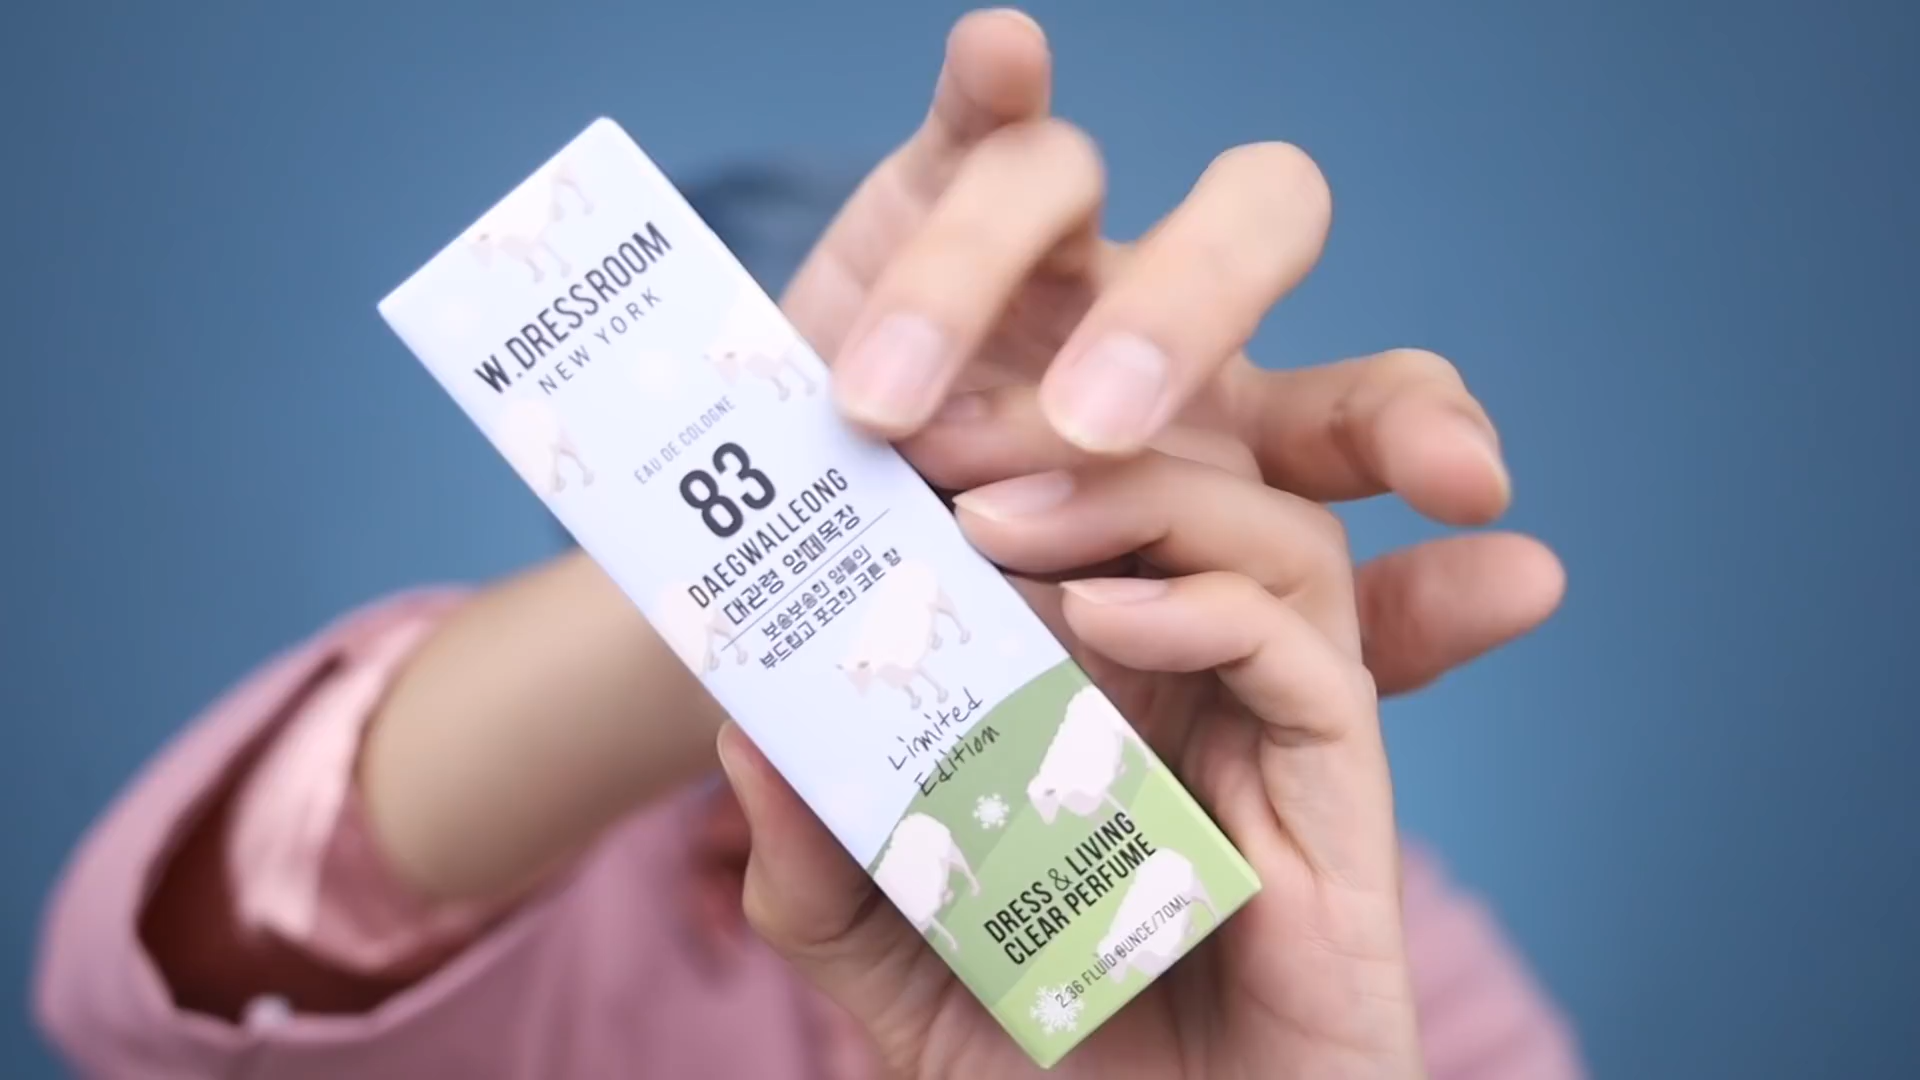 W.DRESSROOM
NEW YORK
EAU DE COLOGNE
83
DAEGWALLEONG
대관령 양떼목장
보송보송한 양들의
부드럽고 포근한 코튼 향
Limited
Edition
DRESS & LIVING
CLEAR PERFUME
2.36 FLUID OUNCE/70ML